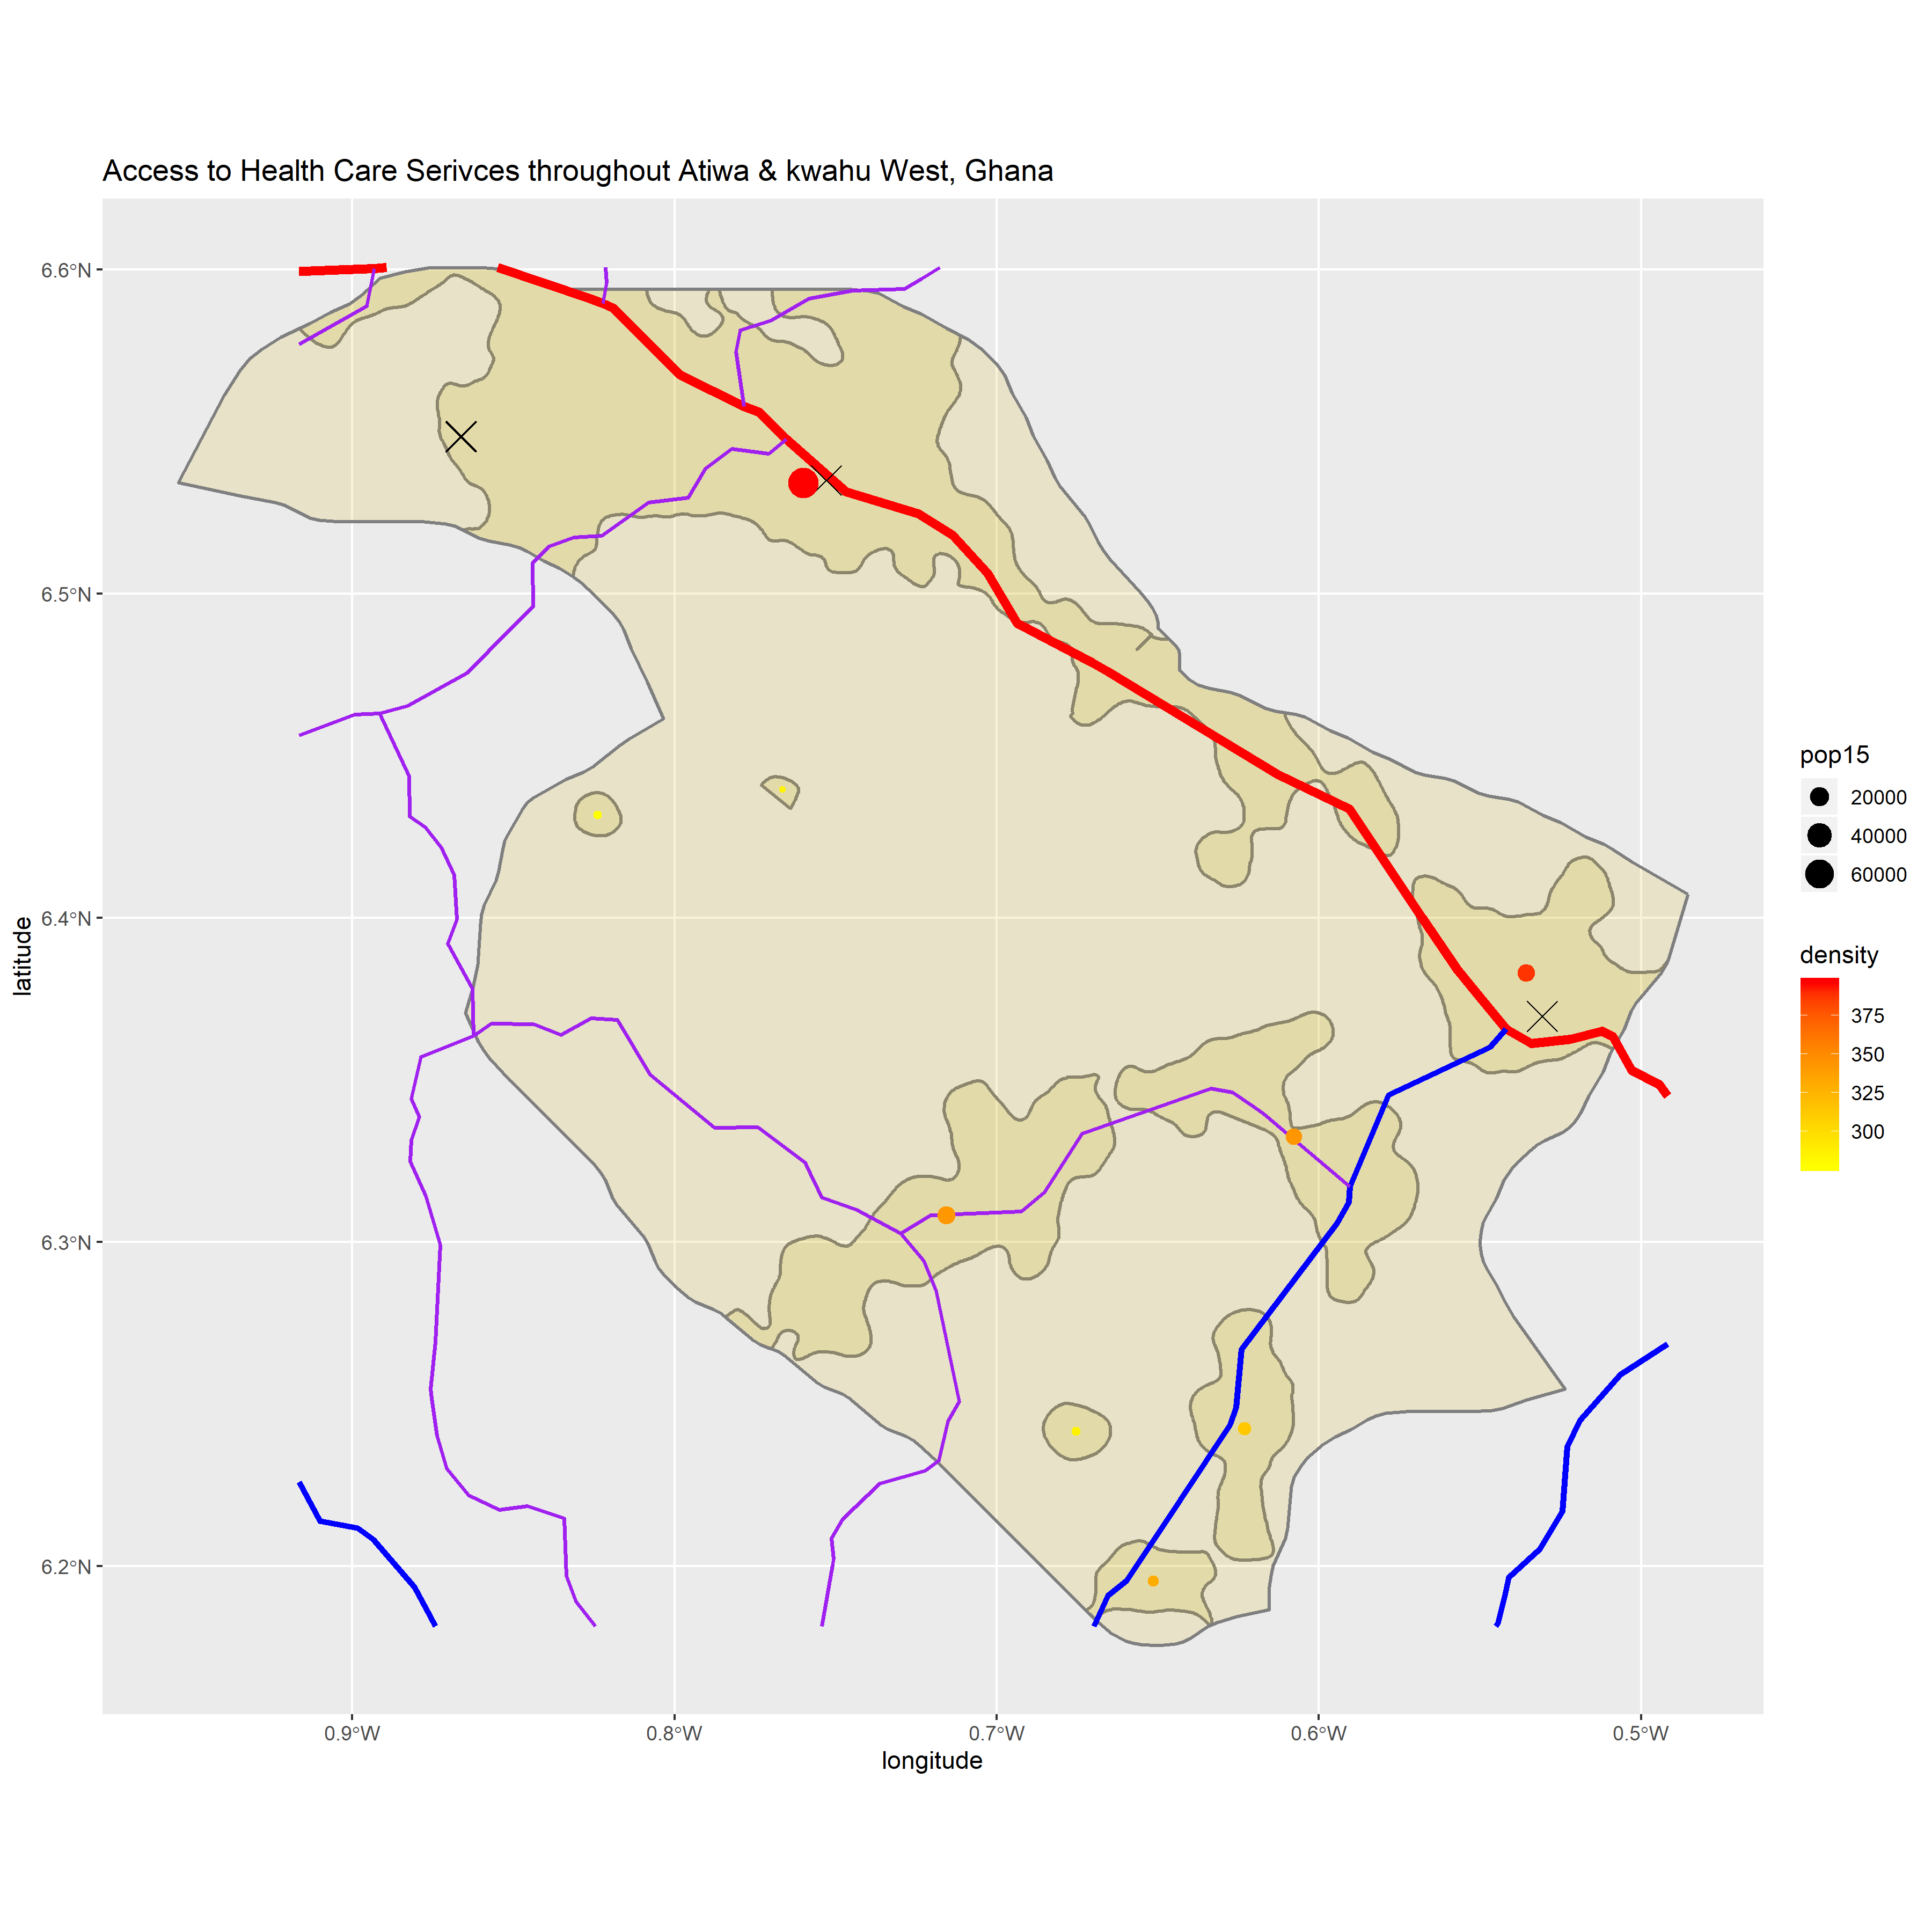 Access to Health Care Serivces throughout Atiwa & kwahu West, Ghana
6.6°N
6.5°N
6.4°N
6.3°N
6.2°N
latitude
0.9°W
0.8°W
0.7°W
0.6°W
0.5°W
longitude
pop15
20000
40000
60000
density
375
350
325
300